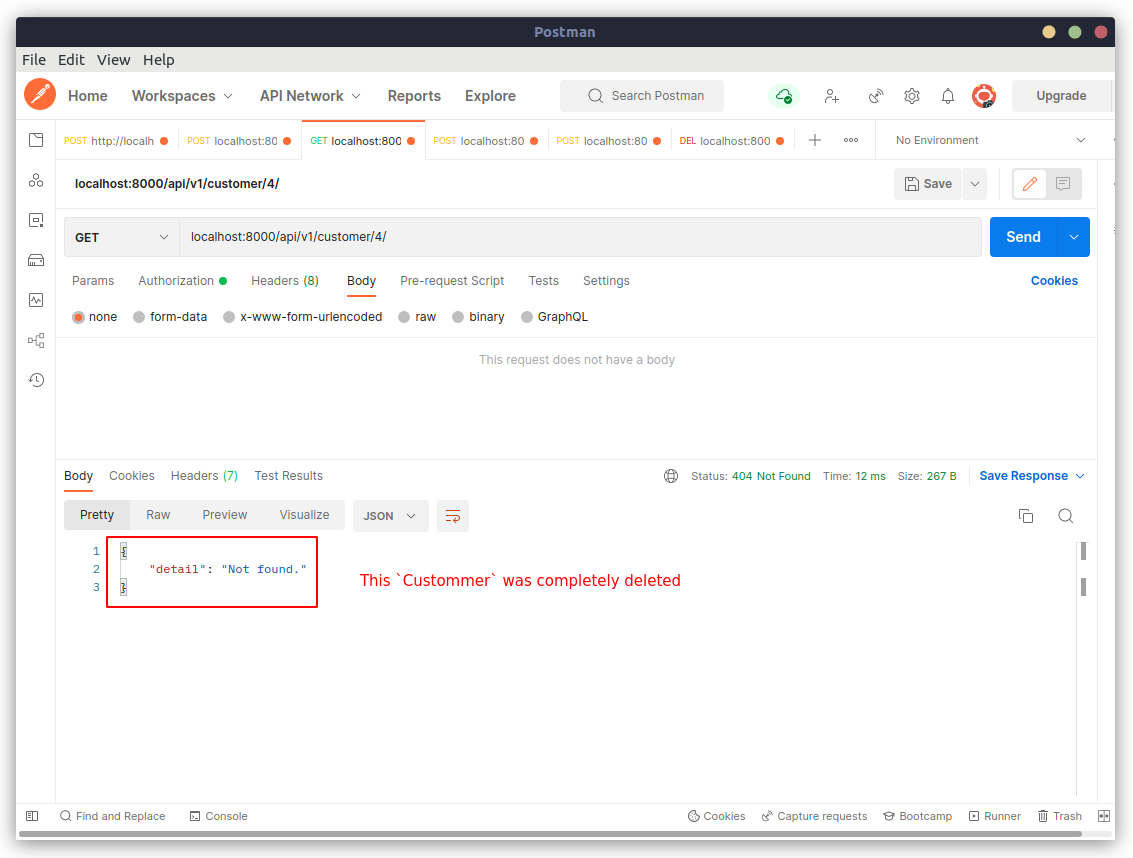 Postman
File Edit View Help
Home Workspaces API Network Reports Explore Search Postman Upgrade
POST http://localh POST localhost:80 GET localhost:800 POST localhost:80 POST localhost:80 DEL localhost:800 No Environment
localhost:8000/api/v1/customer/4/ Save
GET localhost:8000/api/v1/customer/4/ Send
Params Authorization Headers (8) Body Pre-request Script Tests Settings Cookies
none form-data x-www-form-urlencoded raw binary GraphQL
This request does not have a body
Body Cookies Headers (7) Test Results Status: 404 Not Found Time: 12 ms Size: 267 B Save Response
Pretty Raw Preview Visualize JSON
1 {
2 "detail": "Not found." This `Custommer` was completely deleted
3 }
Find and Replace Console Cookies Capture requests Bootcamp Runner Trash